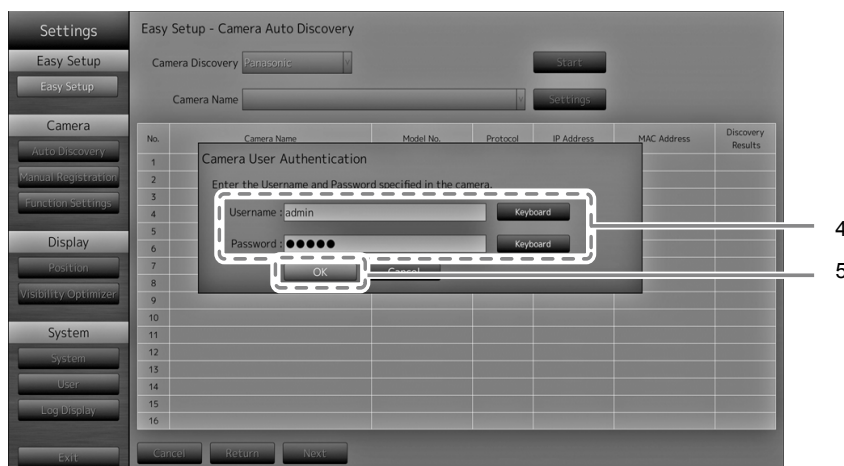 Settings
Easy Setup
Easy Setup
Camera
Auto Discovery
Manual Registration
Function Settings
Display
Position
Visibility Optimizer
System
System
User
Log Display
Exit
Easy Setup - Camera Auto Discovery
Camera Discovery Panasonic Start
Camera Name Settings
No. Camera Name Model No. Protocol IP Address MAC Address Discovery Results
1
2
3
4
5
6
7
8
9
10
11
12
13
14
15
16
Camera User Authentication
Enter the Username and Password specified in the camera.
Username : admin Keyboard
Password : ●●●●● Keyboard
OK Cancel
Cancel Return Next
4
5